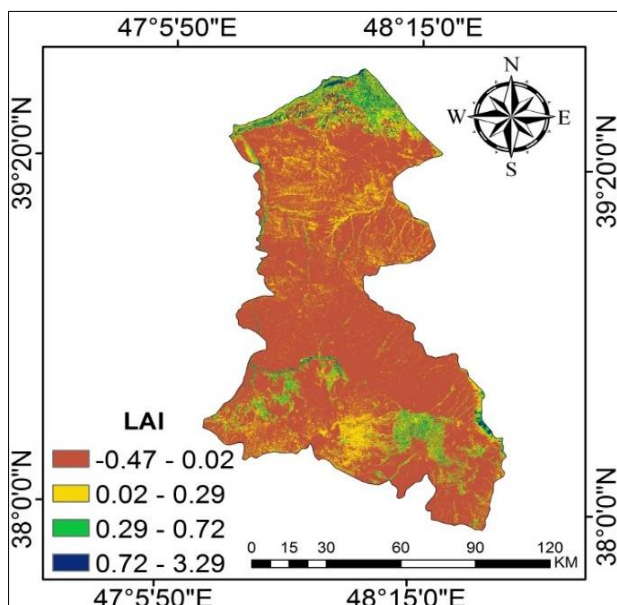 47°5'50"E 48°15'0"E
N
W E
S
39°20'0"N 39°20'0"N
LAI
-0.47 - 0.02
0.02 - 0.29
0.29 - 0.72
0.72 - 3.29
38°0'0"N 38°0'0"N
0 15 30 60 90 120
KM
47°5'50"E 48°15'0"E